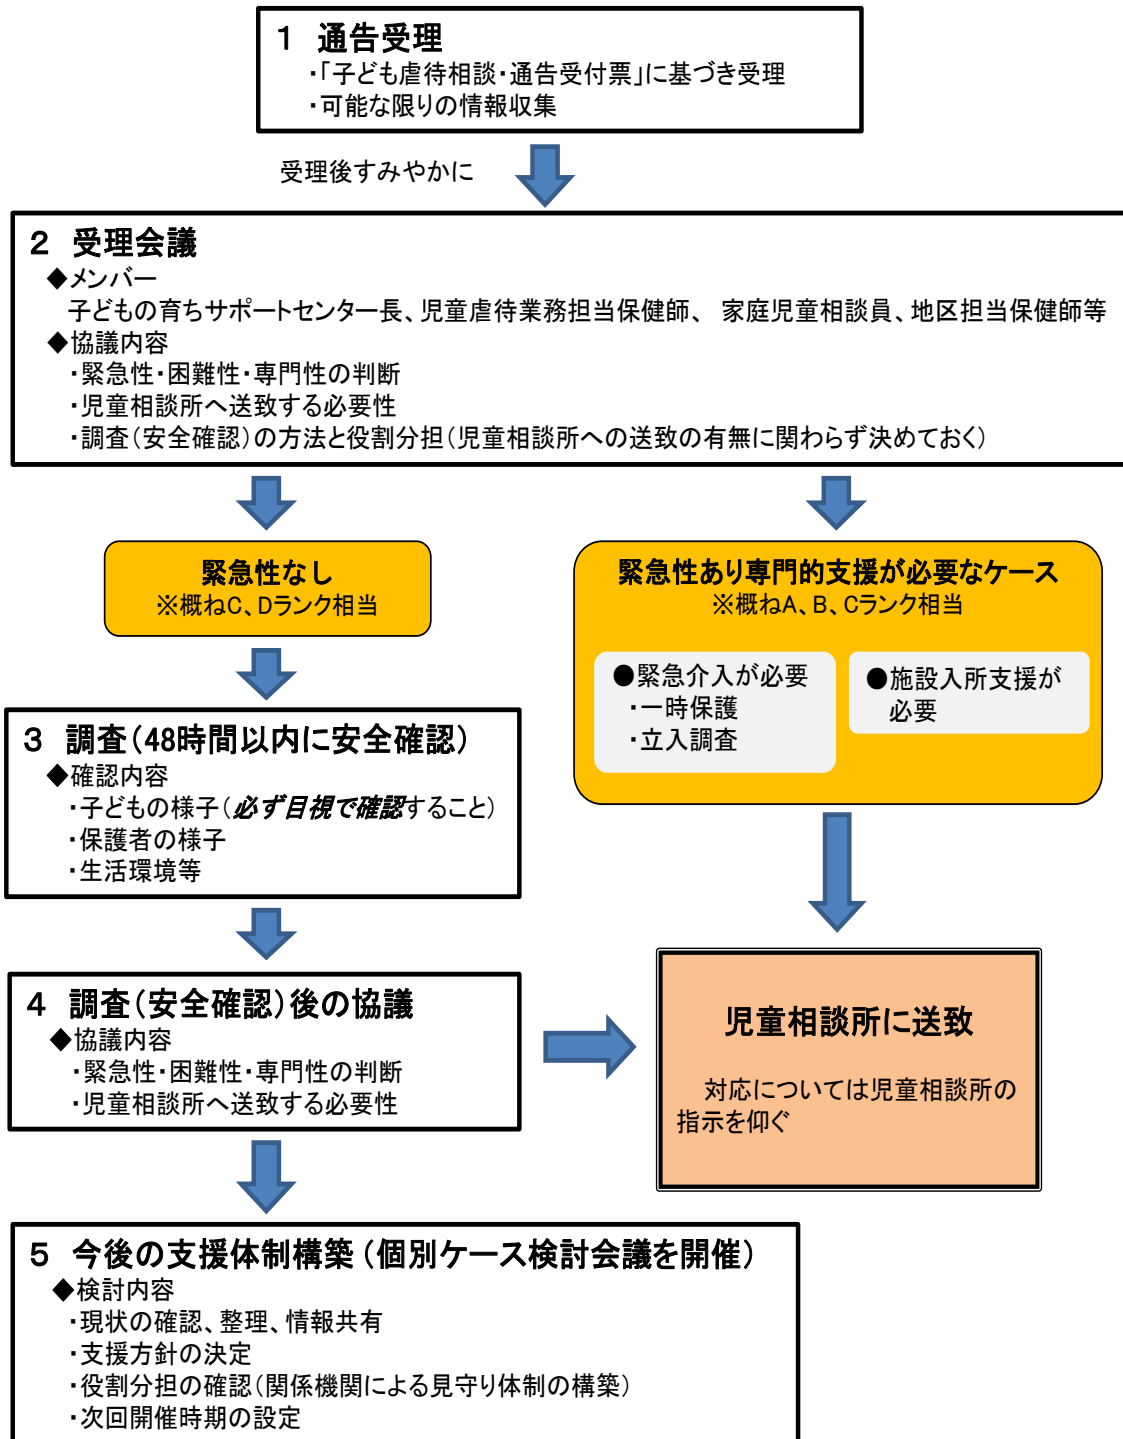 1 通告受理
・「子ども虐待相談・通告受付票」に基づき受理
・可能な限りの情報収集
受理後すみやかに
2 受理会議
◆メンバー
子どもの育ちサポートセンター長、児童虐待業務担当保健師、 家庭児童相談員、地区担当保健師等
◆協議内容
・緊急性・困難性・専門性の判断
・児童相談所へ送致する必要性
・調査(安全確認)の方法と役割分担(児童相談所への送致の有無に関わらず決めておく)
緊急性なし
※概ねC、Dランク相当
緊急性あり専門的支援が必要なケース
※概ねA、B、Cランク相当
●緊急介入が必要
・一時保護
・立入調査
●施設入所支援が
必要
3 調査(48時間以内に安全確認)
◆確認内容
・子どもの様子(必ず目視で確認すること)
・保護者の様子
・生活環境等
4 調査(安全確認)後の協議
◆協議内容
・緊急性・困難性・専門性の判断
・児童相談所へ送致する必要性
児童相談所に送致
対応については児童相談所の
指示を仰ぐ
5 今後の支援体制構築(個別ケース検討会議を開催)
◆検討内容
・現状の確認、整理、情報共有
・支援方針の決定
・役割分担の確認(関係機関による見守り体制の構築)
・次回開催時期の設定